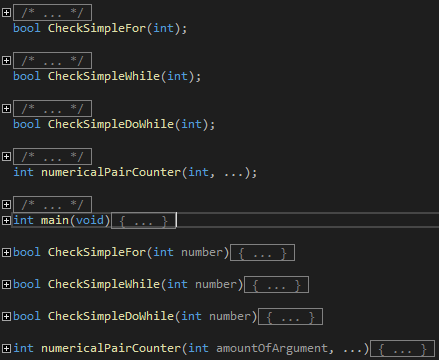 /* ... */
bool CheckSimpleFor(int);
/* ... */
bool CheckSimpleWhile(int);
/* ... */
bool CheckSimpleDoWhile(int);
/* ... */
int numericalPairCounter(int, ...);
/* ... */
int main(void) { ... }
bool CheckSimpleFor(int number) { ... }
bool CheckSimpleWhile(int number) { ... }
bool CheckSimpleDoWhile(int number) { ... }
int numericalPairCounter(int amountOfArgument, ...) { ... }